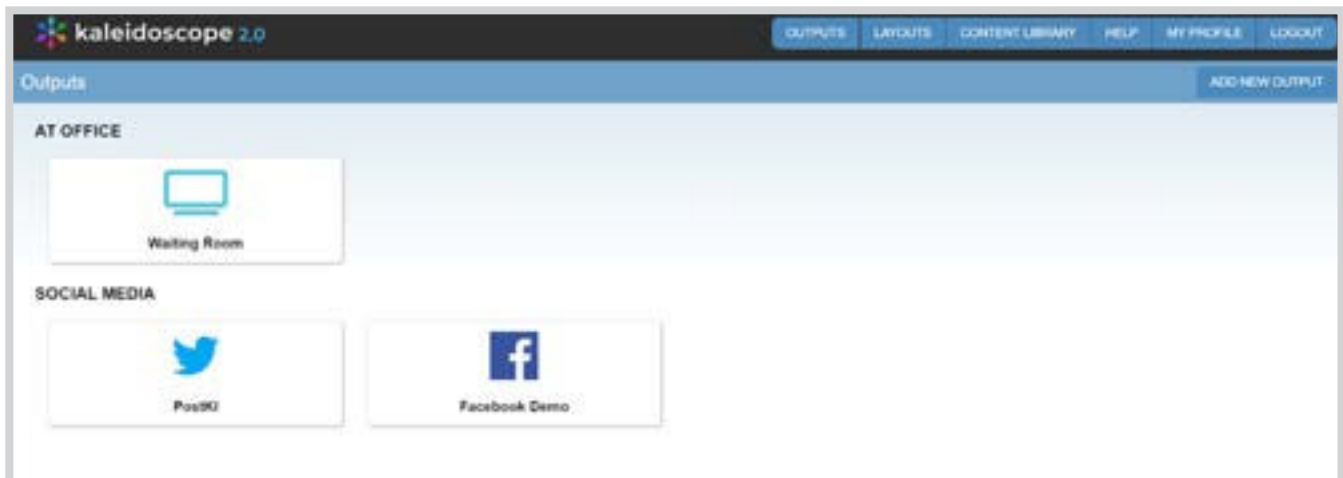 kaleidoscope 2.0
OUTPUTS LAYOUTS CONTENT LIBRARY HELP MY PROFILE LOGOUT
Outputs
ADD NEW OUTPUT
AT OFFICE
Waiting Room
SOCIAL MEDIA
Facebook Demo